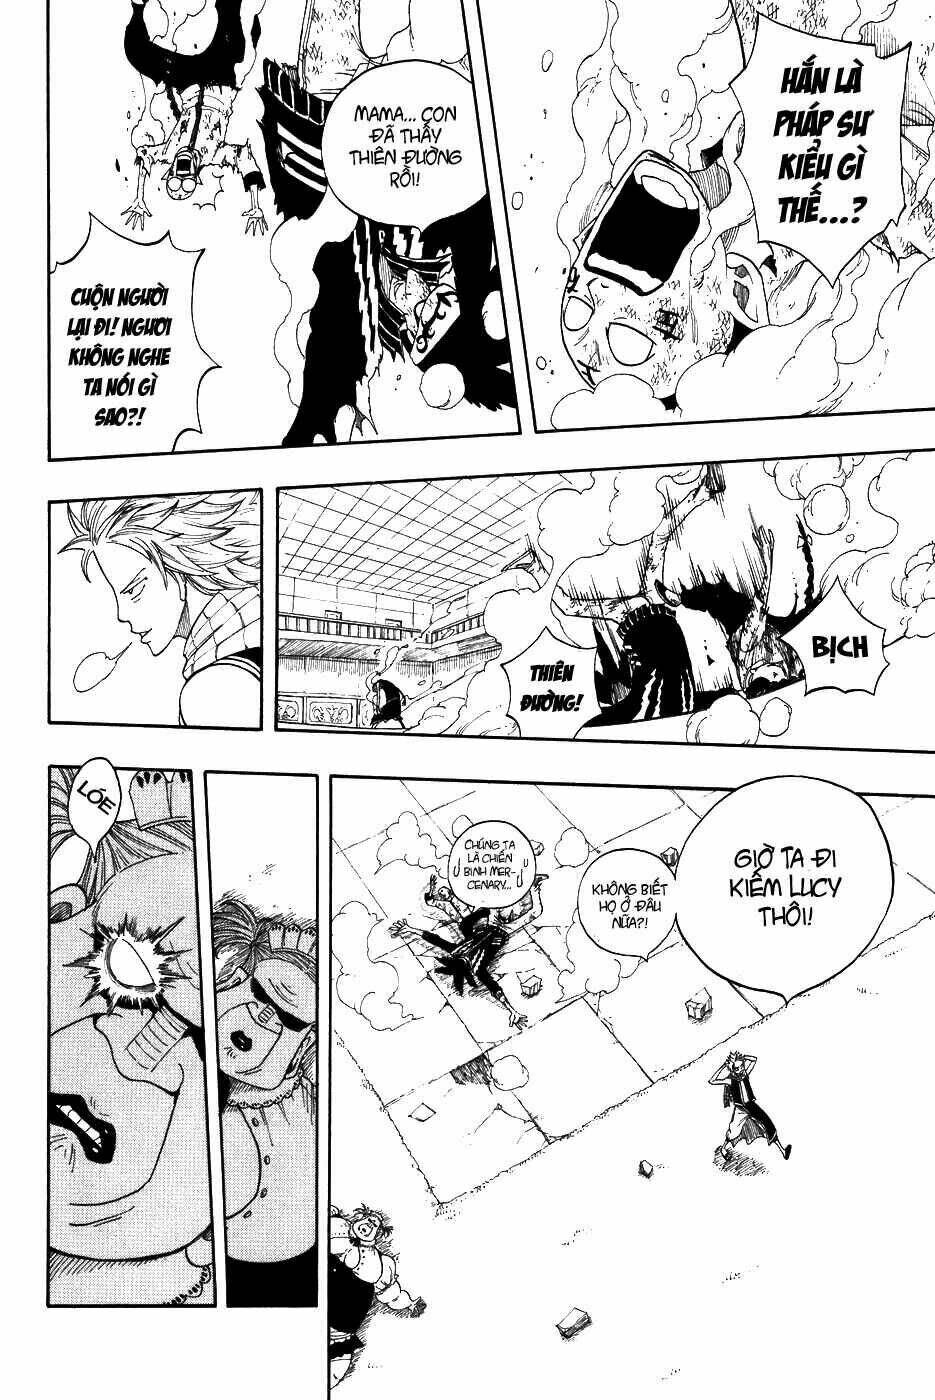 HẮN LÀ
PHÁP SƯ
KIỂU GÌ
THẾ...?
MAMA... CON
ĐÃ THẤY
THIÊN ĐƯỜNG
RỒI!
CUỘN NGƯỜI
LẠI ĐI! NGƯƠI
KHÔNG NGHE
TA NÓI GÌ
SAO?!
BỊCH
THIÊN
ĐƯỜNG!
GIỜ TA ĐI
KIẾM LUCY
THÔI!
KHÔNG BIẾT
HỌ Ở ĐÂU
NỮA?!
CHÚNG TA
LÀ CHIẾN
BINH MER-
CENARY...
LÓE